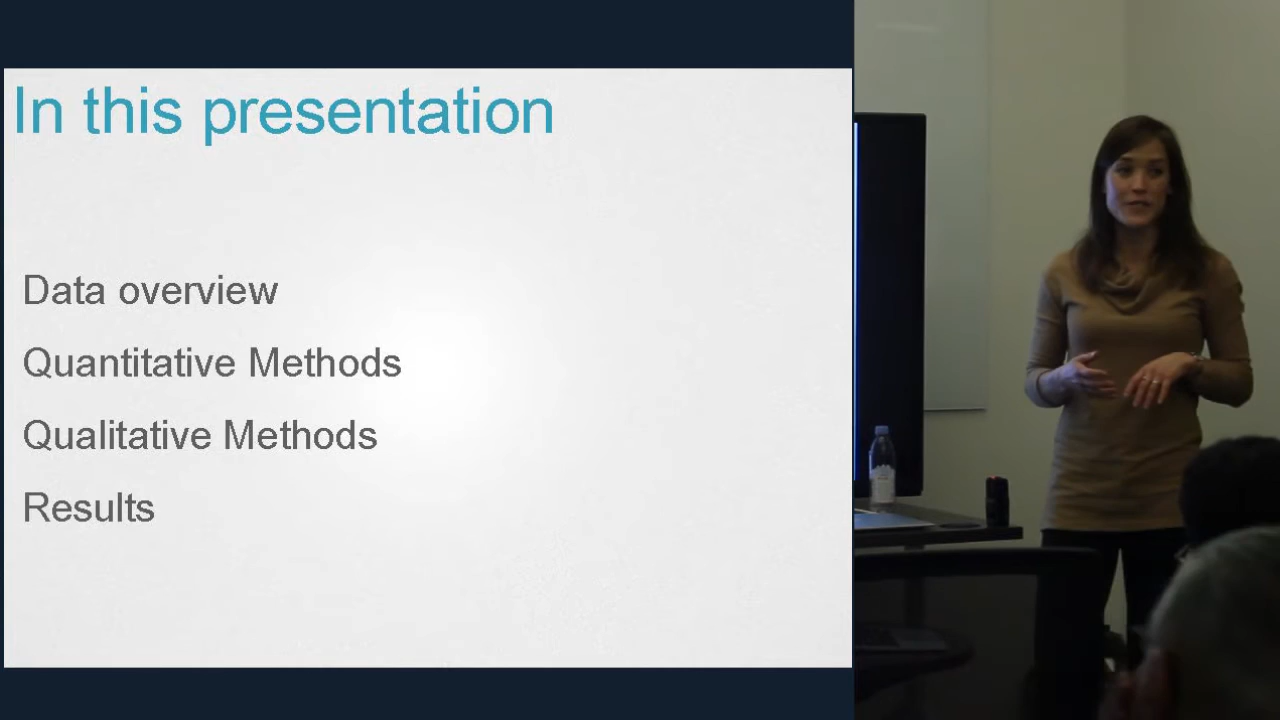 In this presentation
Data overview
Quantitative Methods
Qualitative Methods
Results